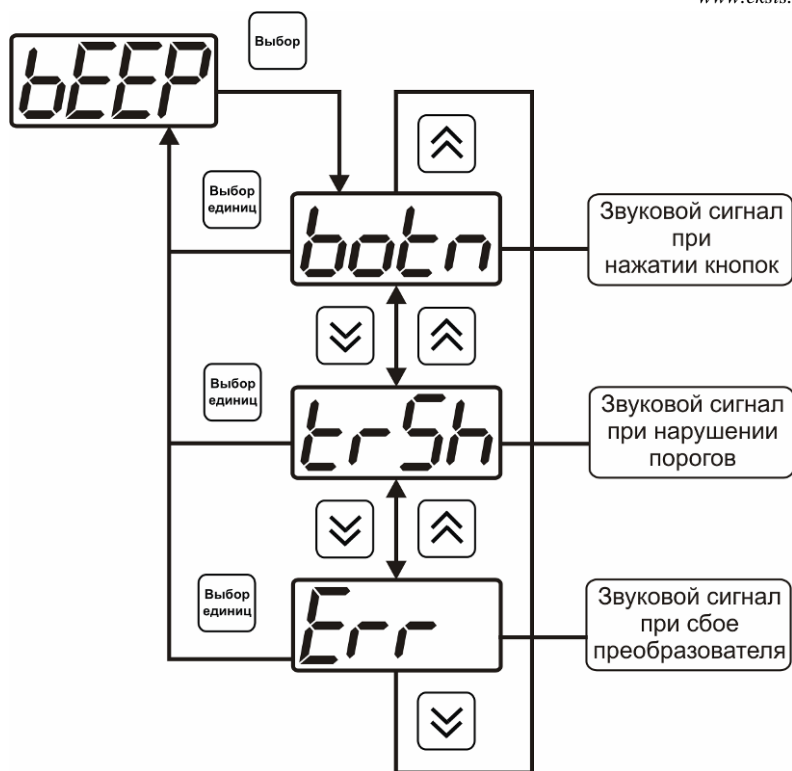 www.eksis.
Выбор
bEEP
Выбор
единиц
botn
Звуковой сигнал
при
нажатии кнопок
Выбор
единиц
trSh
Звуковой сигнал
при нарушении
порогов
Выбор
единиц
Err
Звуковой сигнал
при сбое
преобразователя